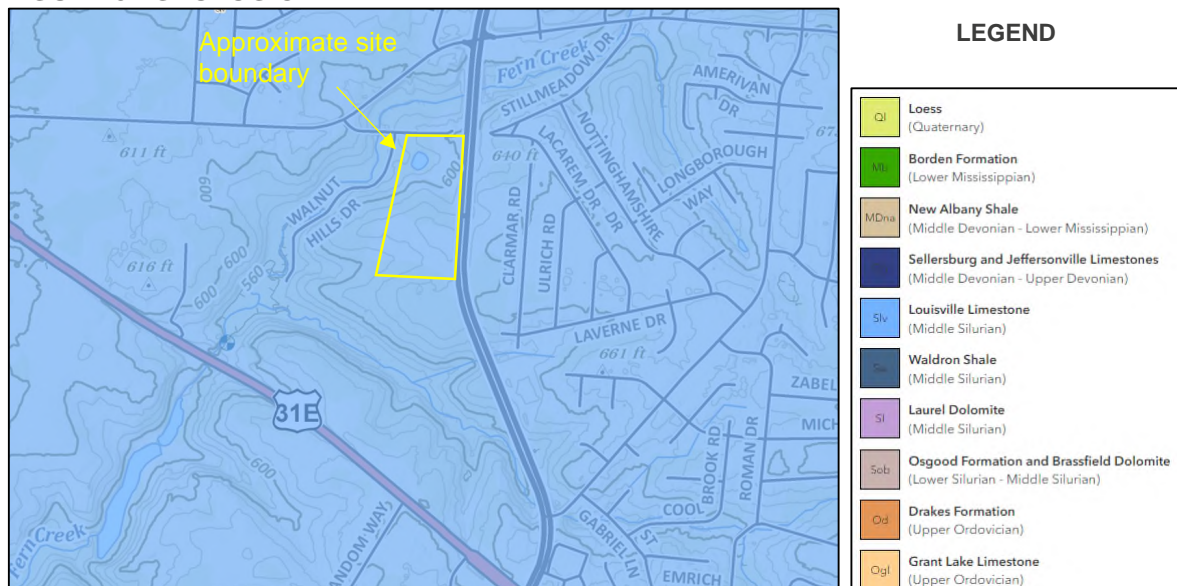 Approximate site
boundary
Fern Creek
STILLMEADOW DR
AMERIVAN
DR
NOTTINGHAMSHIRE
LONGBOROUGH
WAY
LACAREM DR
DR
611 ft
640 ft
600
600
WALNUT
HILLS DR
CLARMAR RD
ULRICH RD
616 ft
600
560
LAVERNE DR
661 ft
31E
600
ZABEL
MICH
BROOK RD
ROMAN DR
COOL
GABRIELLN
ST
EMRICH
ANDOM WAY
Fern Creek
LEGEND
Ql
Loess
(Quaternary)
Borden Formation
(Lower Mississippian)
MDna
New Albany Shale
(Middle Devonian - Lower Mississippian)
Sellersburg and Jeffersonville Limestones
(Middle Devonian - Upper Devonian)
Slv
Louisville Limestone
(Middle Silurian)
Waldron Shale
(Middle Silurian)
Sl
Laurel Dolomite
(Middle Silurian)
Sob
Osgood Formation and Brassfield Dolomite
(Lower Silurian - Middle Silurian)
Od
Drakes Formation
(Upper Ordovician)
Ogl
Grant Lake Limestone
(Upper Ordovician)